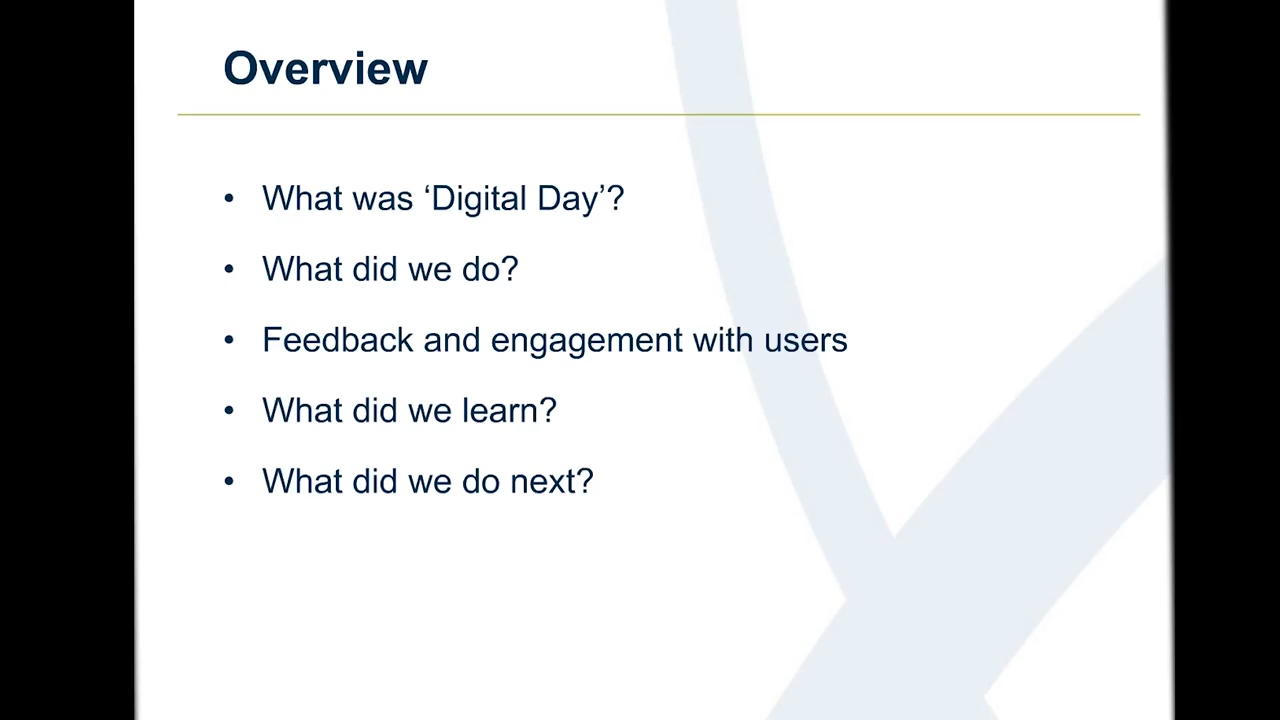 Overview
• What was ‘Digital Day’?
• What did we do?
• Feedback and engagement with users
• What did we learn?
• What did we do next?